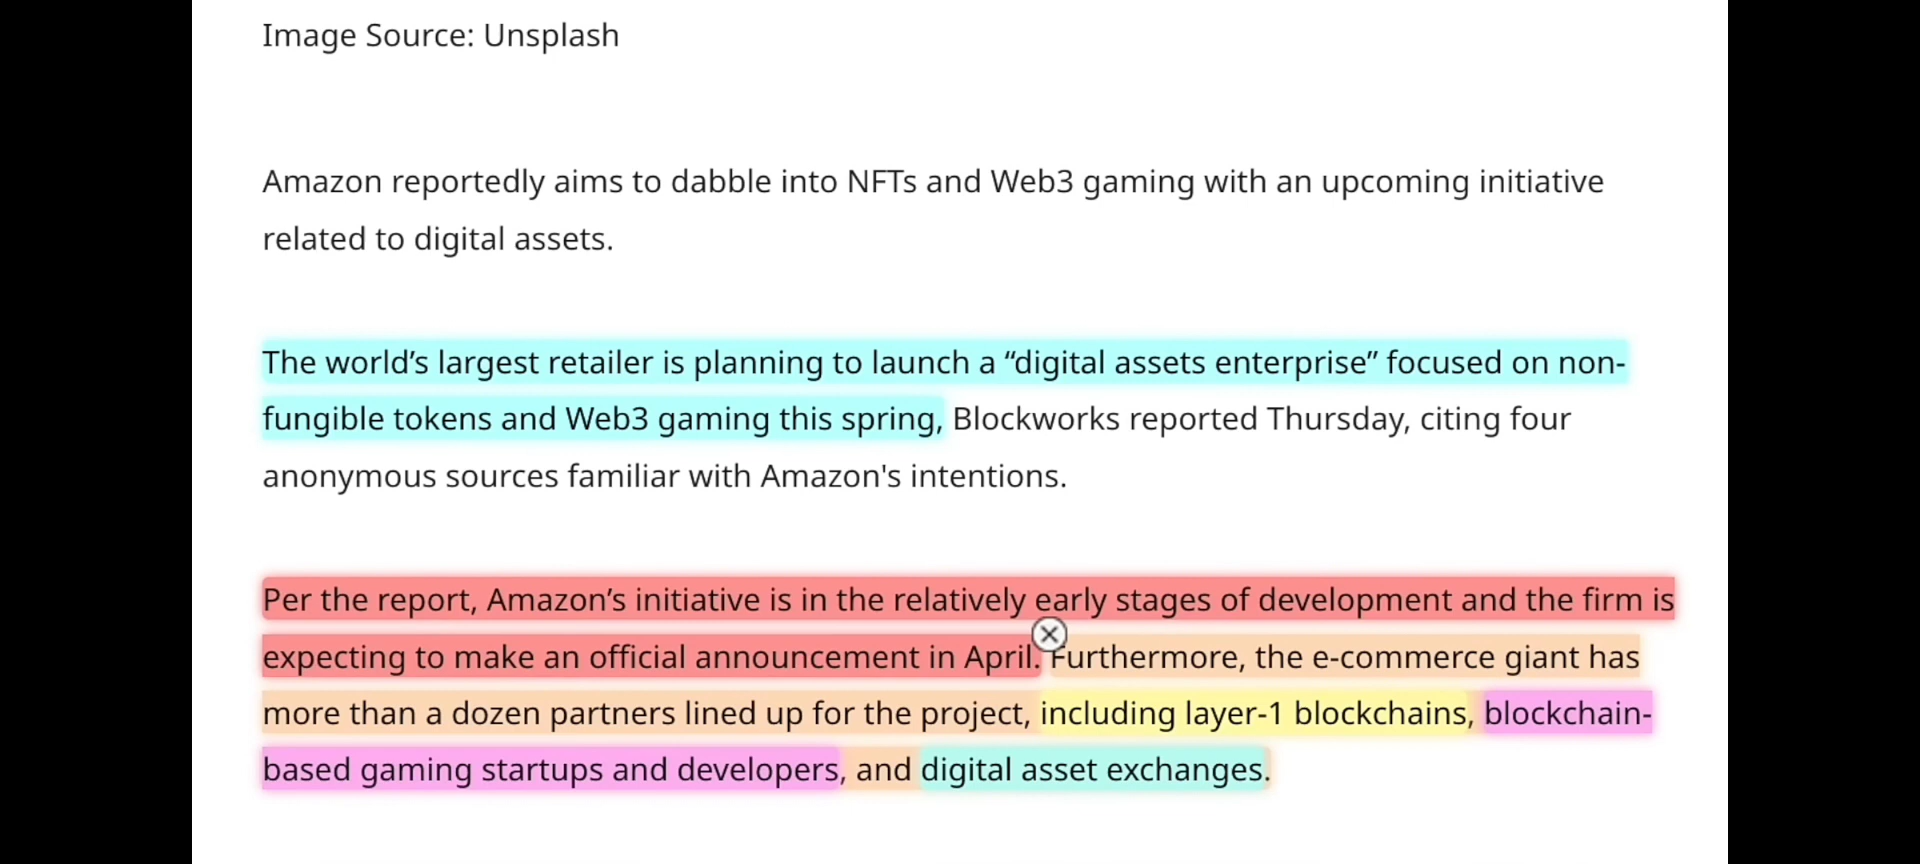 Image Source: Unsplash
Amazon reportedly aims to dabble into NFTs and Web3 gaming with an upcoming initiative
related to digital assets.
The world’s largest retailer is planning to launch a “digital assets enterprise” focused on non-
fungible tokens and Web3 gaming this spring, Blockworks reported Thursday, citing four
anonymous sources familiar with Amazon's intentions.
Per the report, Amazon’s initiative is in the relatively early stages of development and the firm is
expecting to make an official announcement in April. Furthermore, the e-commerce giant has
more than a dozen partners lined up for the project, including layer-1 blockchains, blockchain-
based gaming startups and developers, and digital asset exchanges.